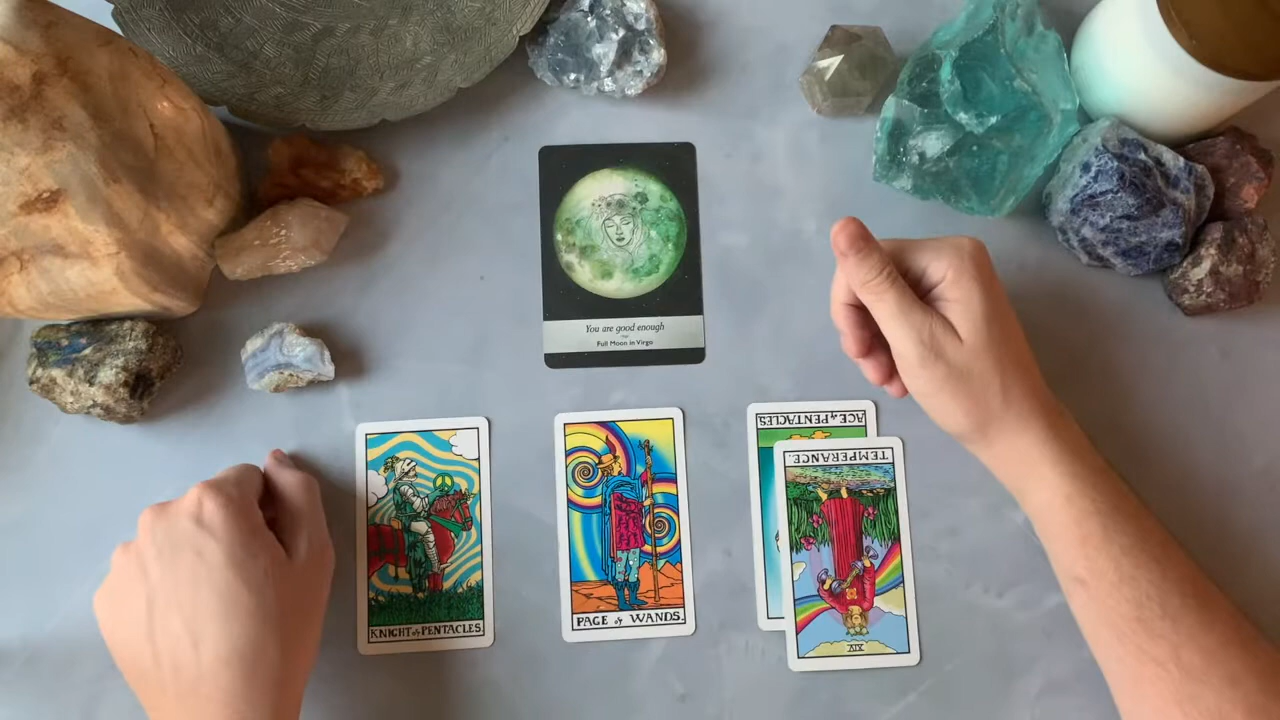 You are good enough
Full Moon in Virgo
KNIGHT of PENTACLES
PAGE of WANDS.
ACE of PENTACLES
TEMPERANCE.
XIV